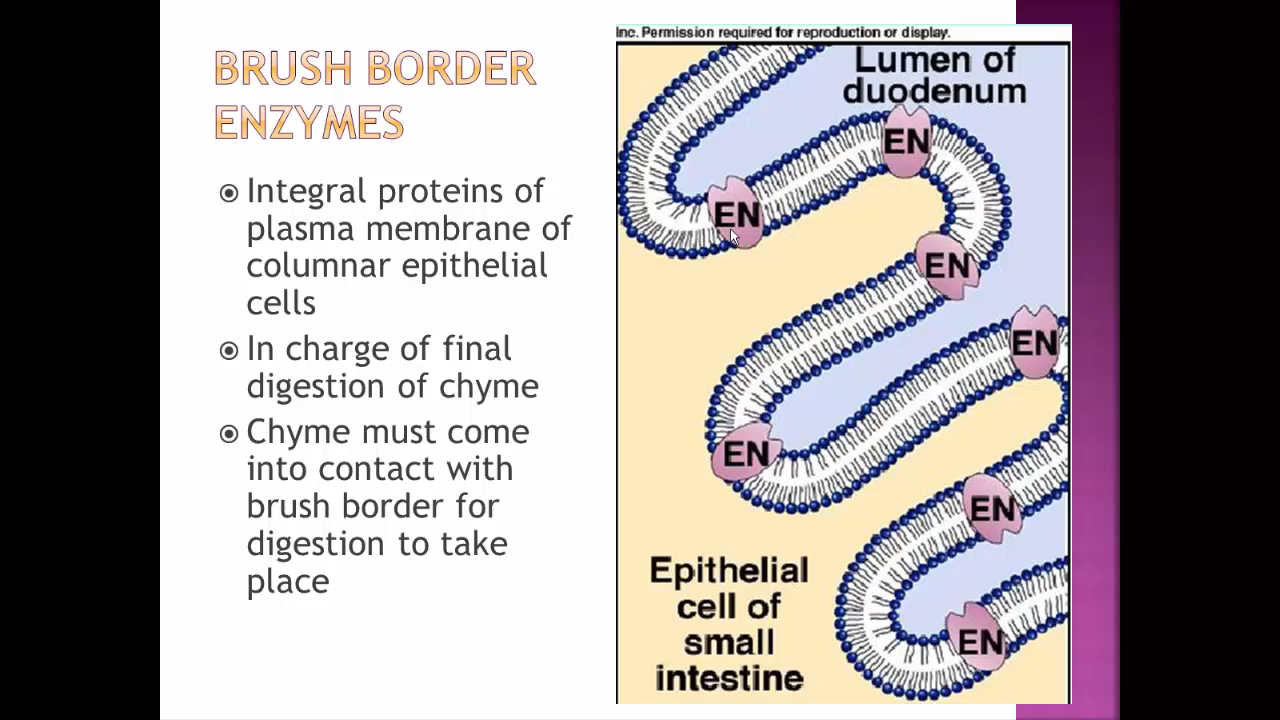 BRUSH BORDER
ENZYMES
Integral proteins of
plasma membrane of
columnar epithelial
cells
In charge of final
digestion of chyme
Chyme must come
into contact with
brush border for
digestion to take
place
Inc. Permission required for reproduction or display.
Lumen of
duodenum
EN
EN
EN
EN
EN
EN
EN
Epithelial
cell of
small
intestine